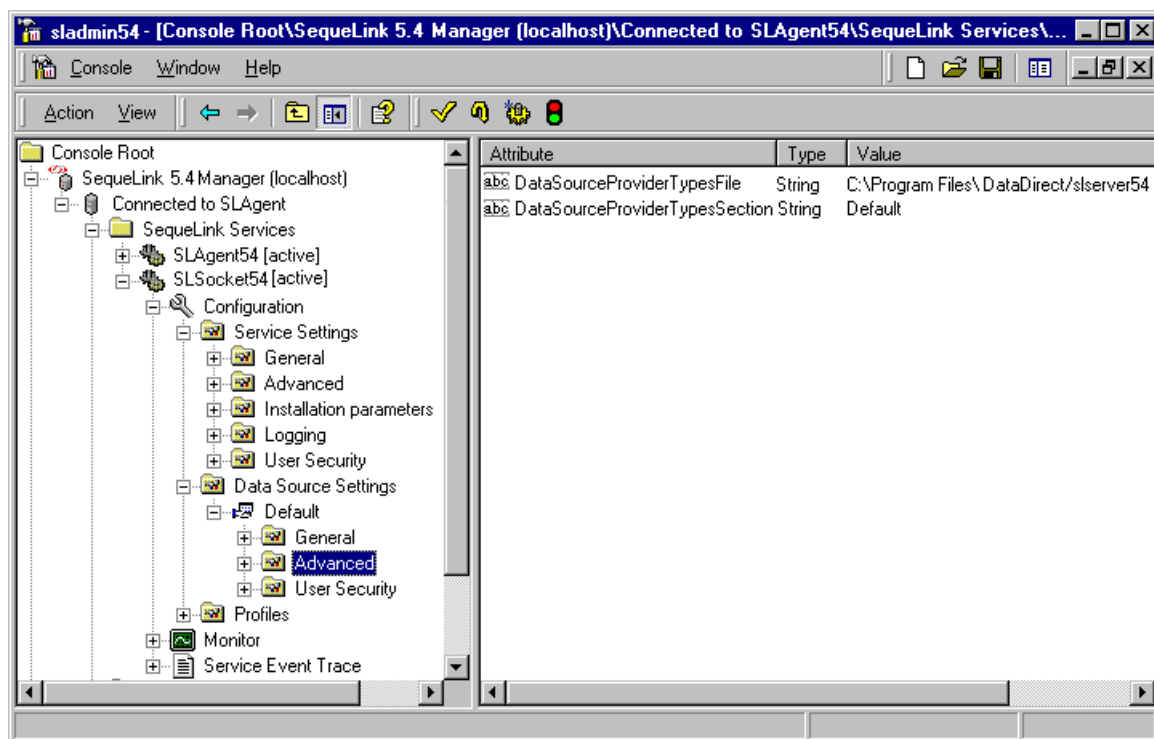 sladmin54 - [Console Root\SequeLink 5.4 Manager (localhost)\Connected to SLAgent54\SequeLink Services\...
Console Window Help
Action View
Console Root
SequeLink 5.4 Manager (localhost)
Connected to SLAgent
SequeLink Services
SLAgent54 [active]
SLSocket54 [active]
Configuration
Service Settings
General
Advanced
Installation parameters
Logging
User Security
Data Source Settings
Default
General
Advanced
User Security
Profiles
Monitor
Service Event Trace
Attribute Type Value
abc DataSourceProviderTypesFile String C:\Program Files\DataDirect/slserver54
abc DataSourceProviderTypesSection String Default